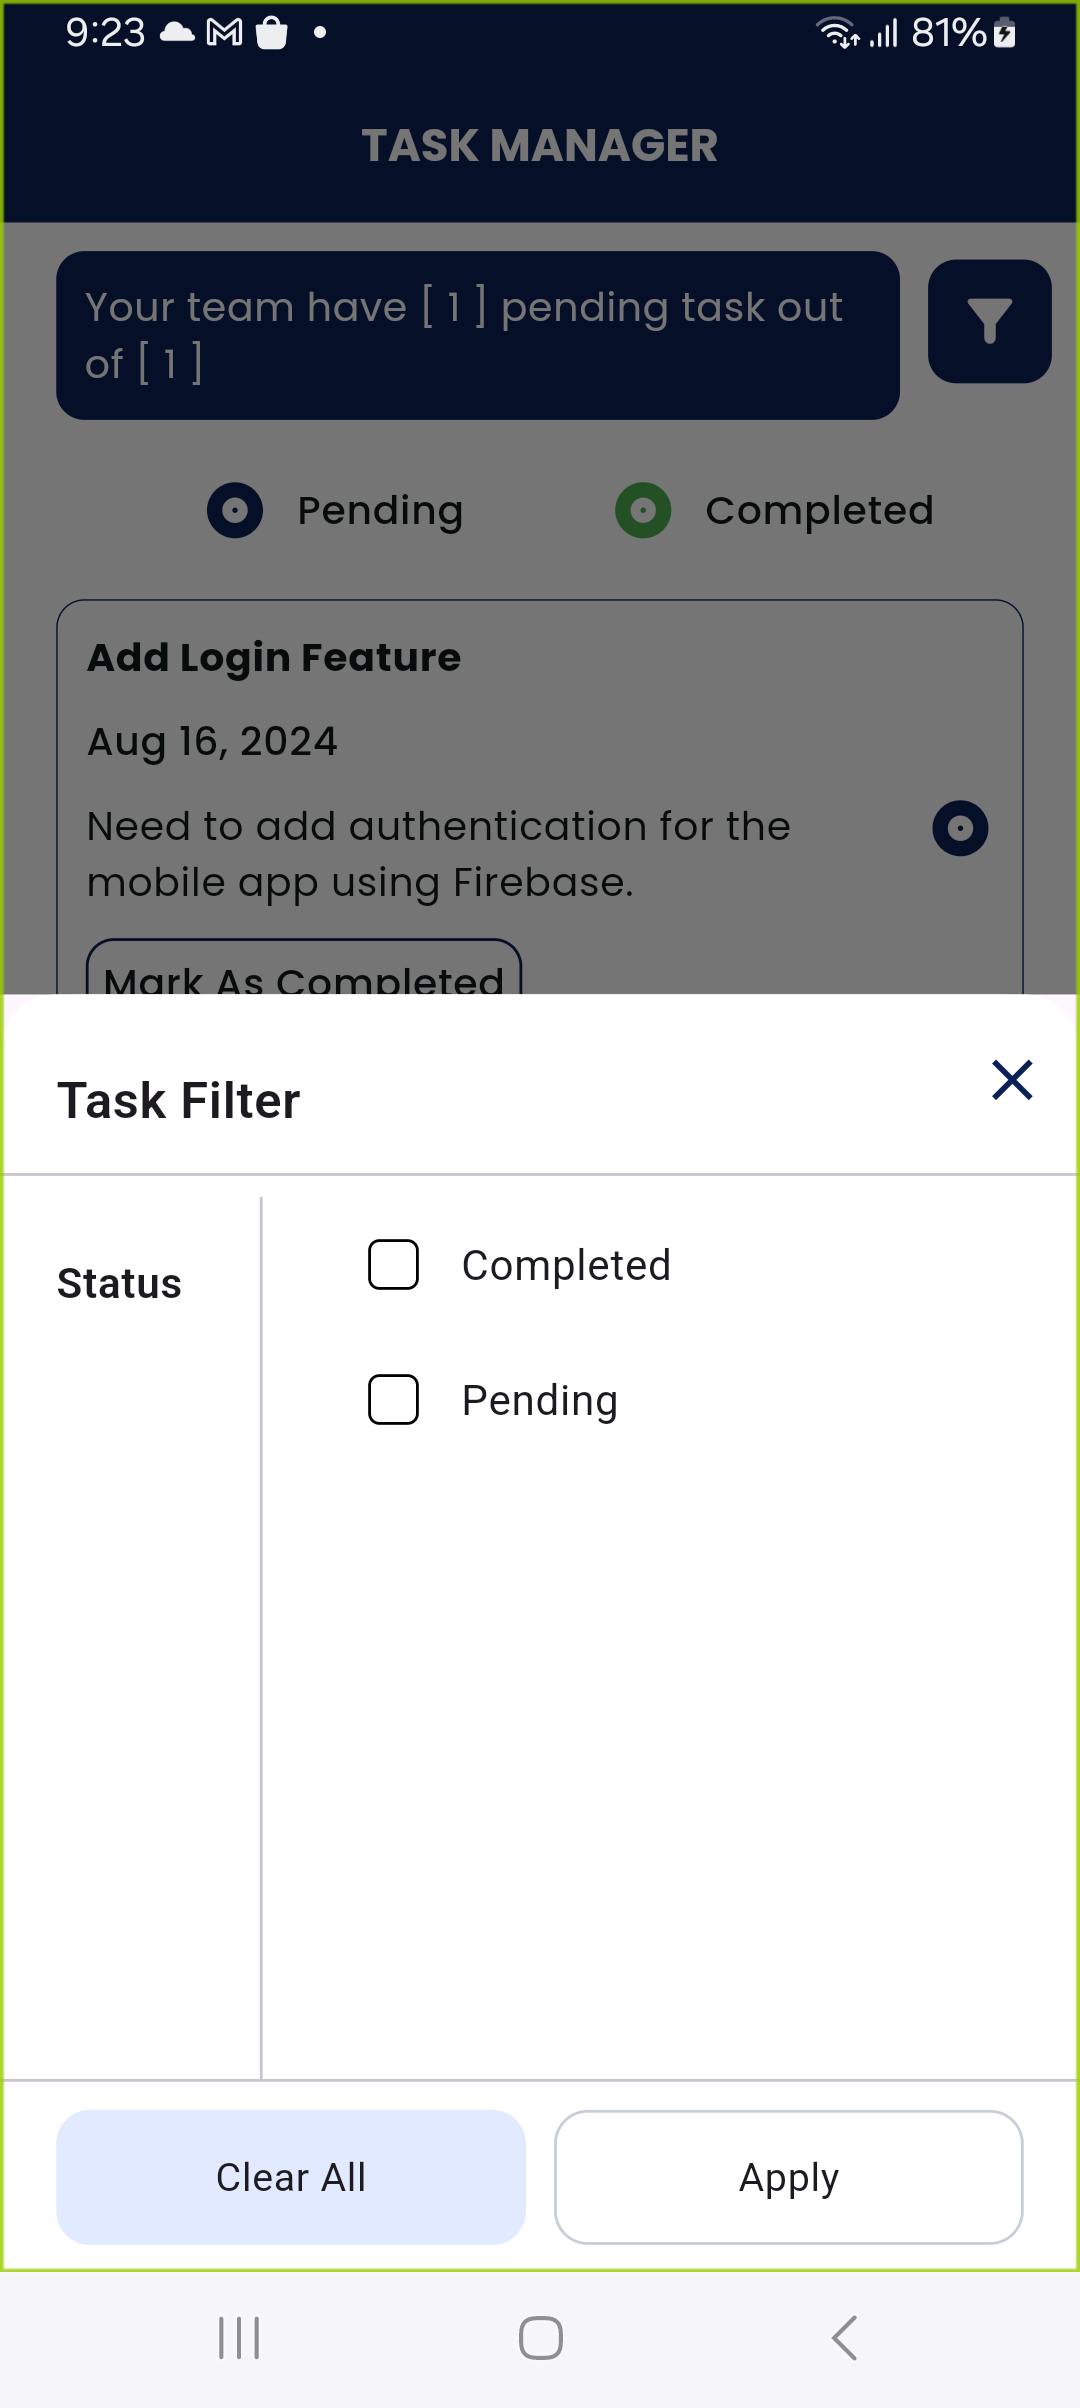 9:23
81%
TASK MANAGER
Your team have [ 1 ] pending task out
of [ 1 ]
Pending
Completed
Add Login Feature
Aug 16, 2024
Need to add authentication for the
mobile app using Firebase.
Mark As Completed
Task Filter
Status
Completed
Pending
Clear All
Apply